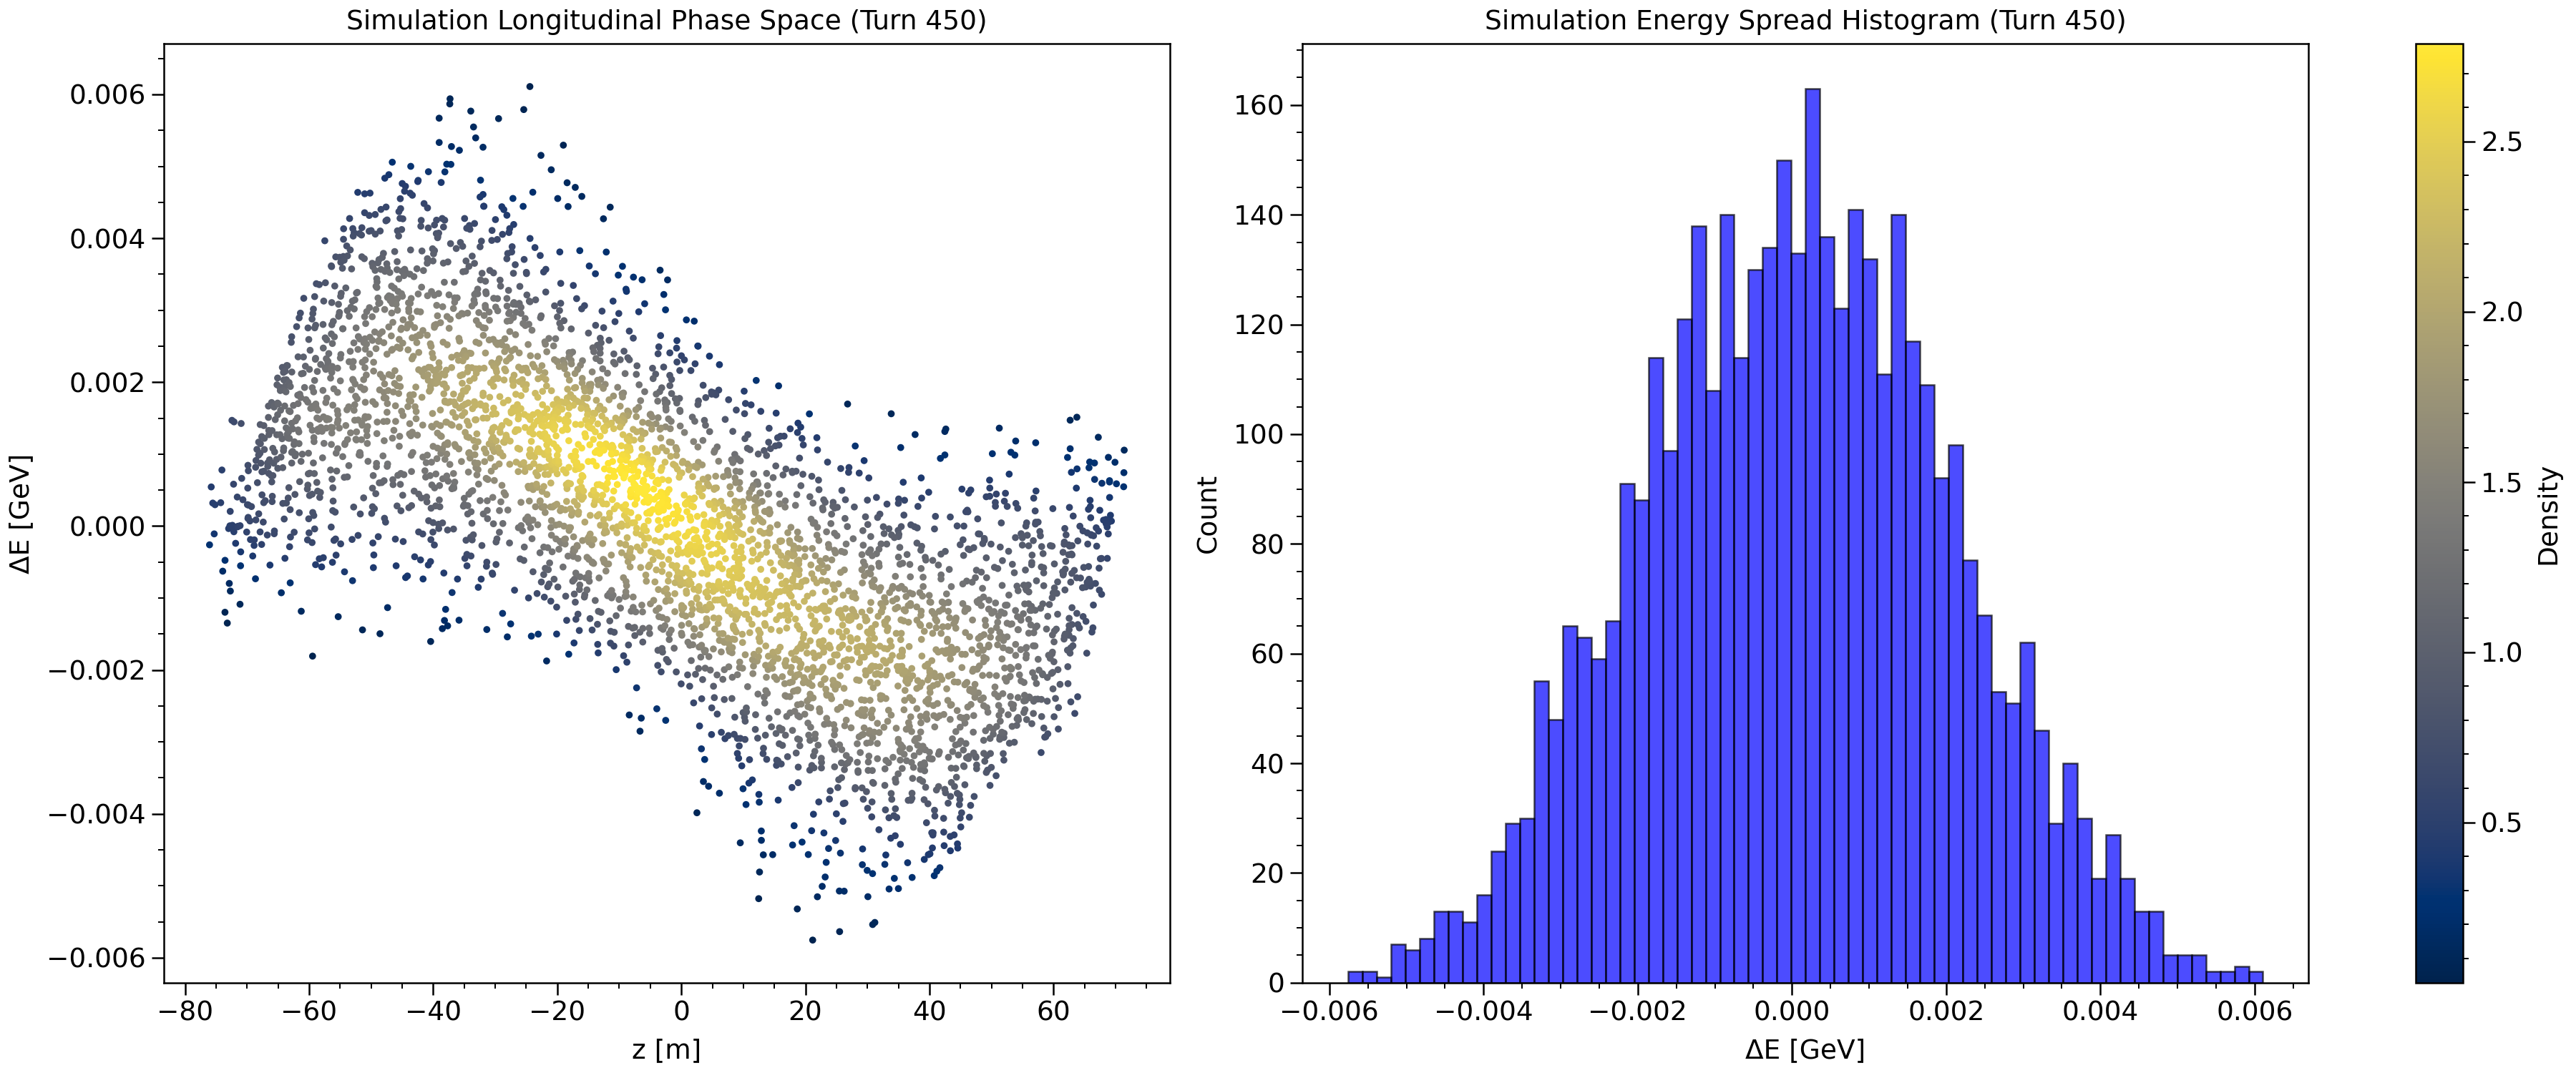 Simulation Longitudinal Phase Space (Turn 450)
ΔE [GeV]
0.006
0.004
0.002
0.000
−0.002
−0.004
−0.006
−80 −60 −40 −20 0 20 40 60
z [m]
Simulation Energy Spread Histogram (Turn 450)
Count
160
140
120
100
80
60
40
20
0
−0.006 −0.004 −0.002 0.000 0.002 0.004 0.006
ΔE [GeV]
2.5
2.0
1.5
1.0
0.5
Density